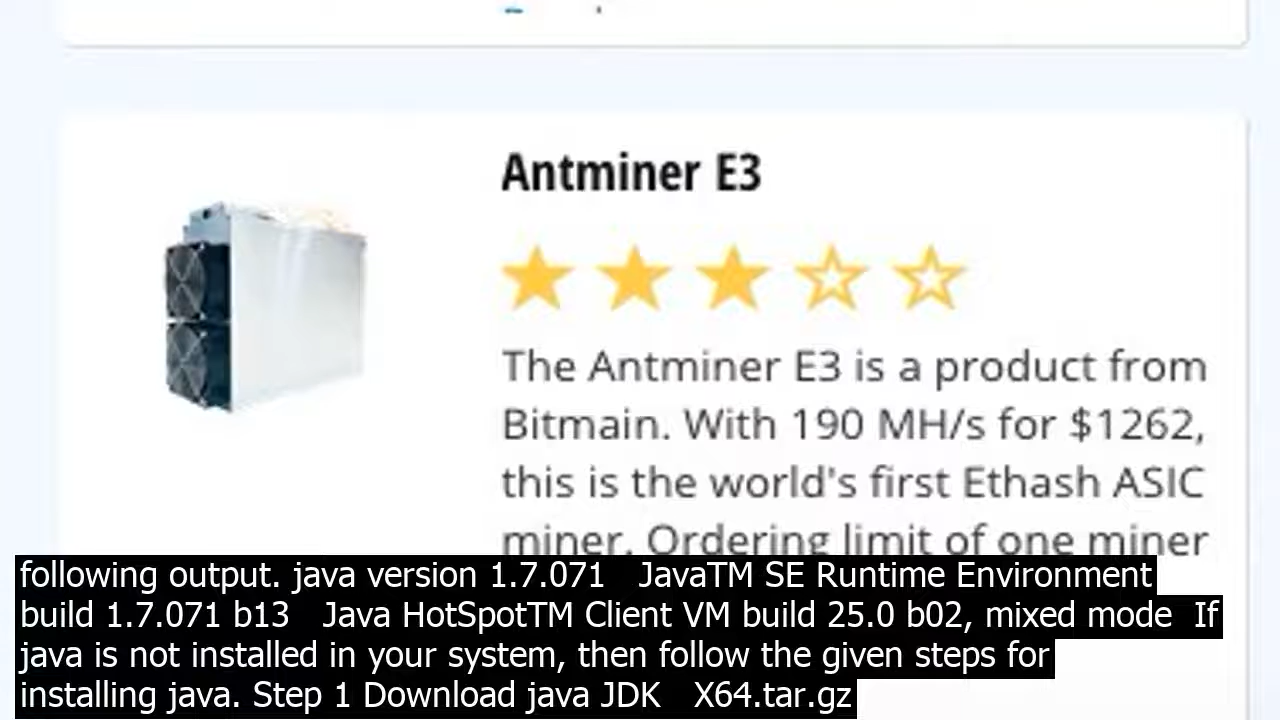 Antminer E3
The Antminer E3 is a product from
Bitmain. With 190 MH/s for $1262,
this is the world's first Ethash ASIC
miner. Ordering limit of one miner
following output. java version 1.7.071 JavaTM SE Runtime Environment
build 1.7.071 b13 Java HotSpotTM Client VM build 25.0 b02, mixed mode If
java is not installed in your system, then follow the given steps for
installing java. Step 1 Download java JDK X64.tar.gz